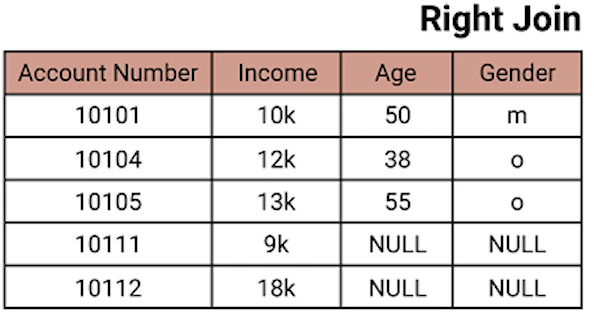 Right Join
Account Number Income Age Gender
10101 10k 50 m
10104 12k 38 o
10105 13k 55 o
10111 9k NULL NULL
10112 18k NULL NULL